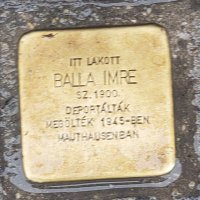 ITT LAKOTT
BALLA IMRE
SZ. 1900.
DEPORTÁLTÁK
MEGÖLTÉK 1945-BEN
MAUTHAUSENBAN